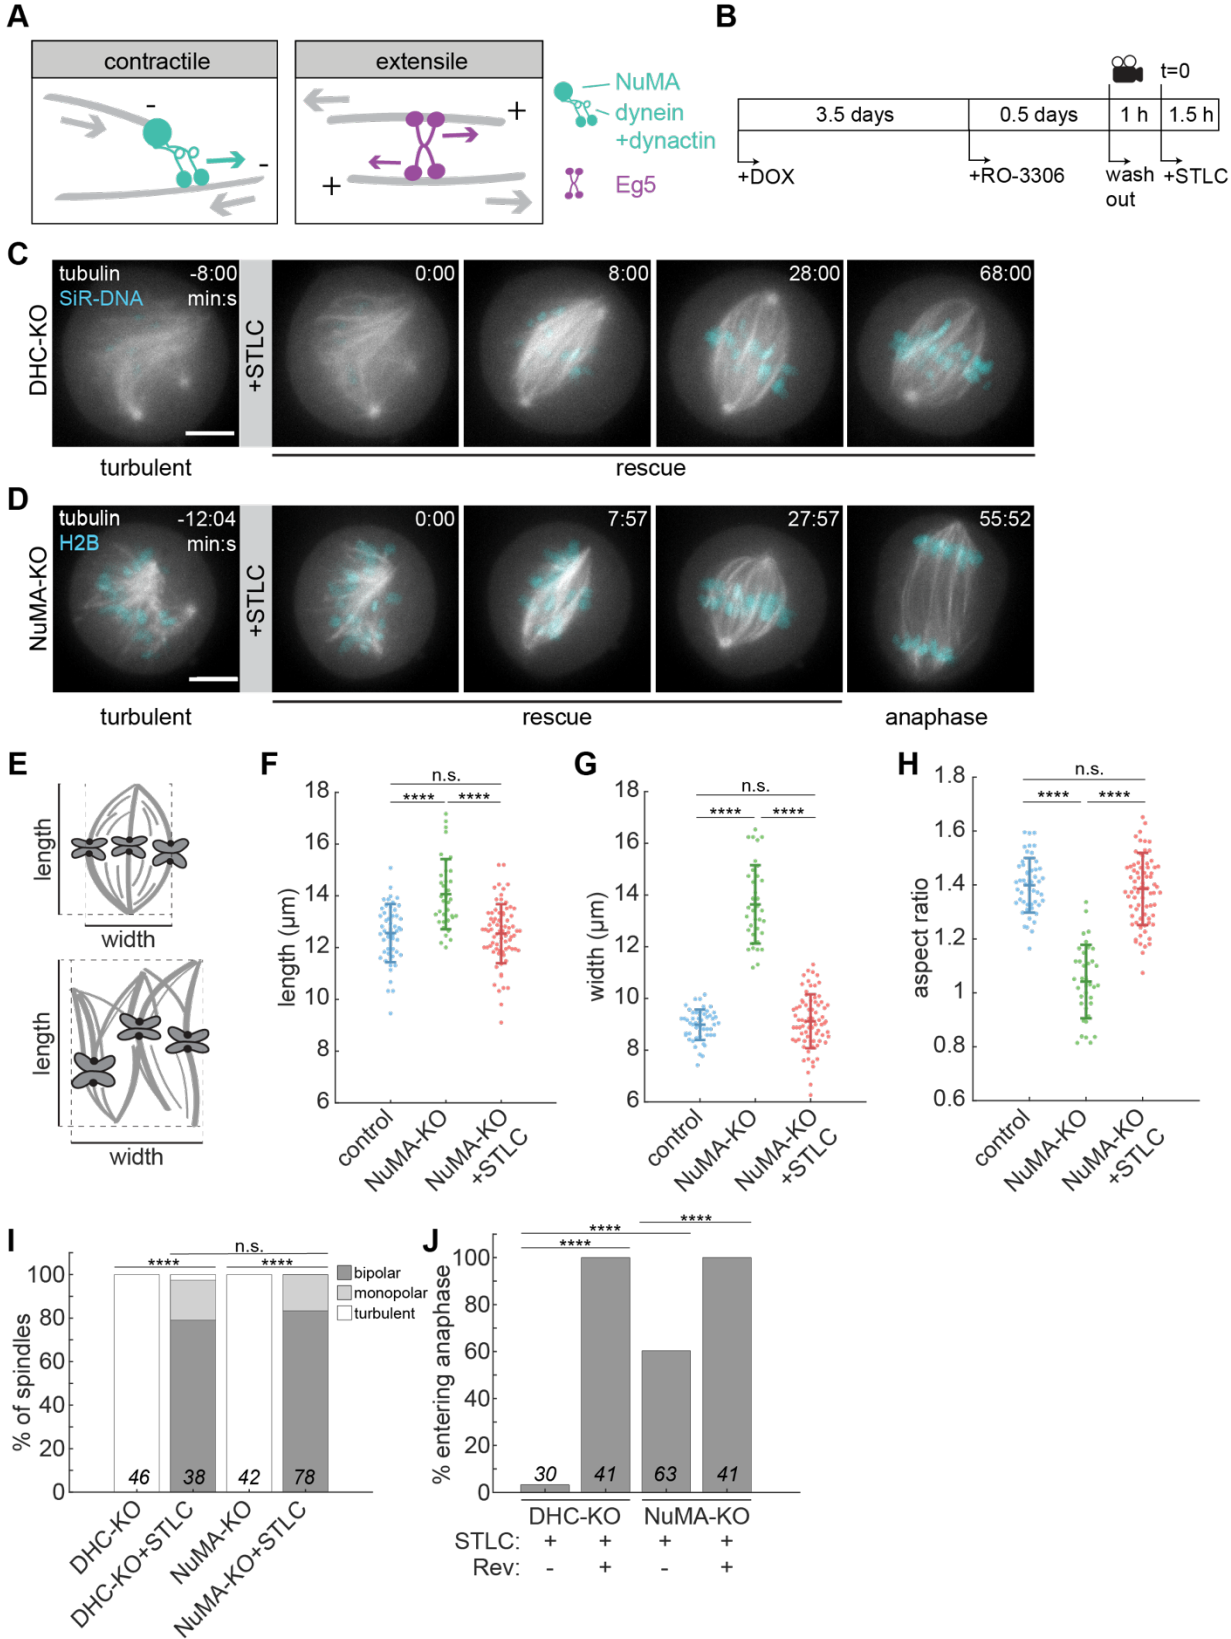 A
contractile
-
-
extensile
+
+
NuMA
dynein
+dynactin
Eg5
B
t=0
3.5 days
0.5 days
1 h
1.5 h
+DOX
+RO-3306
wash
out
+STLC
C
DHC-KO
tubulin
-8:00
SiR-DNA
min:s
+STLC
0:00
8:00
28:00
68:00
turbulent
rescue
D
NuMA-KO
tubulin
-12:04
H2B
min:s
+STLC
0:00
7:57
27:57
55:52
turbulent
rescue
anaphase
E
length
width
length
width
F
n.s.
****
****
length (µm)
18
16
14
12
10
8
6
control
NuMA-KO
NuMA-KO
+STLC
G
n.s.
****
****
width (µm)
18
16
14
12
10
8
6
control
NuMA-KO
NuMA-KO
+STLC
H
n.s.
****
****
aspect ratio
1.8
1.6
1.4
1.2
1
0.8
0.6
control
NuMA-KO
NuMA-KO
+STLC
I
n.s.
****
****
bipolar
monopolar
turbulent
% of spindles
100
80
60
40
20
0
46
38
42
78
DHC-KO
DHC-KO+STLC
NuMA-KO
NuMA-KO+STLC
J
****
****
****
% entering anaphase
100
80
60
40
20
0
30
41
63
41
DHC-KO
NuMA-KO
STLC:
+
+
+
+
Rev:
-
+
-
+